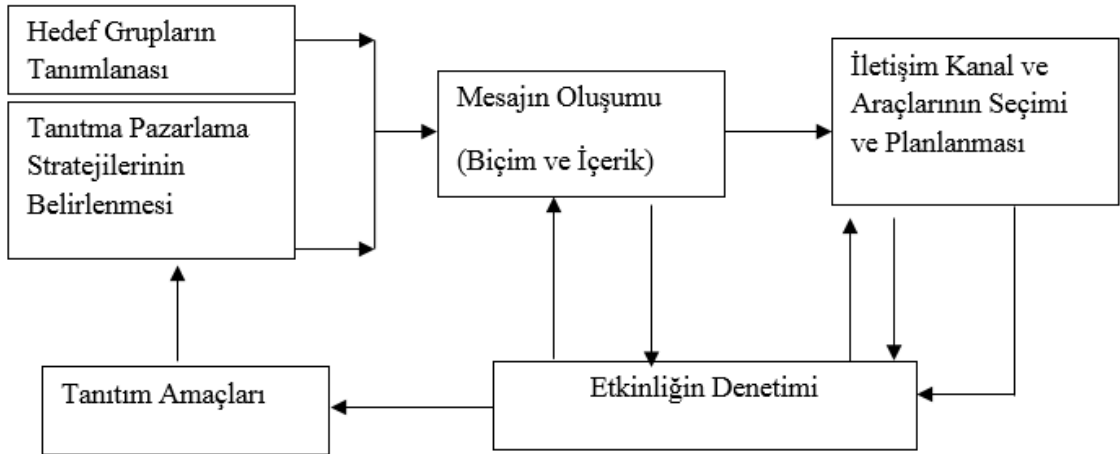 Hedef Grupların
Tanımlanası
Tanıtma Pazarlama
Stratejilerinin
Belirlenmesi
Mesajın Oluşumu
(Biçim ve İçerik)
İletişim Kanal ve
Araçlarının Seçimi
ve Planlanması
Tanıtım Amaçları
Etkinliğin Denetimi